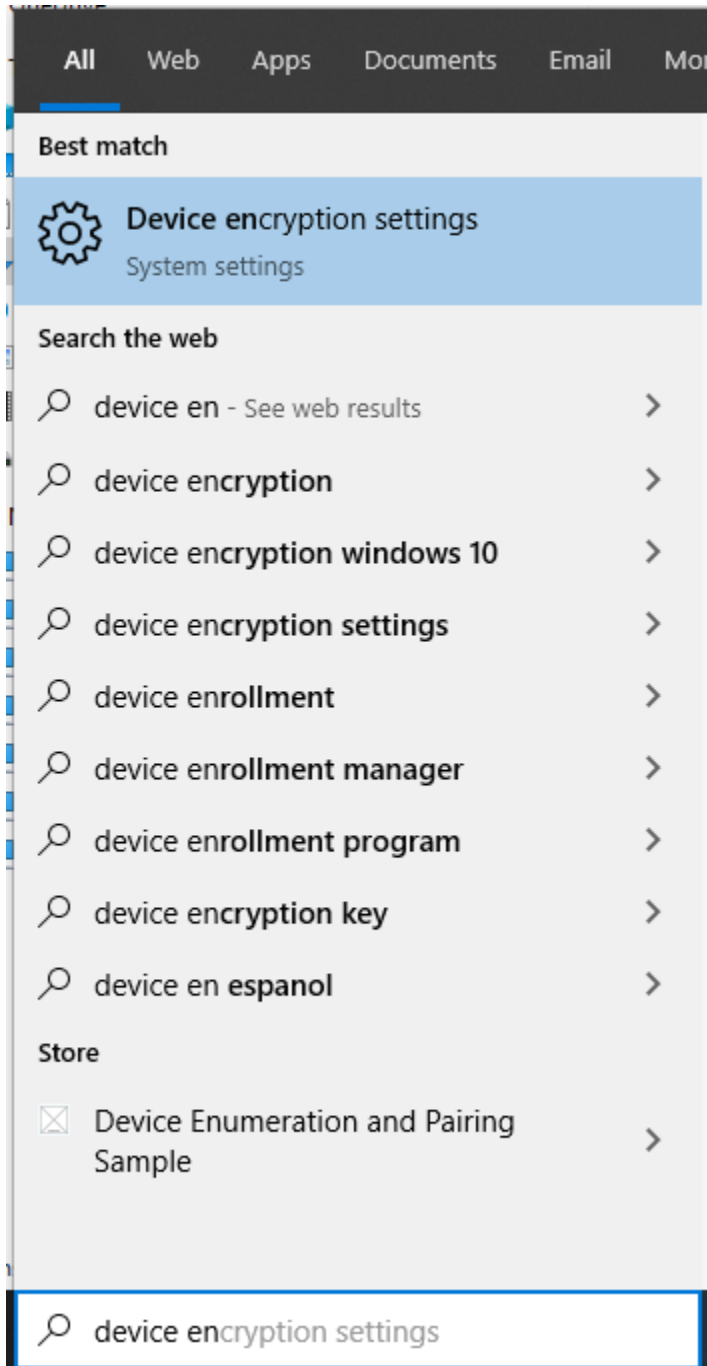 All Web Apps Documents Email
Best match
Device encryption settings
System settings
Search the web
device en - See web results
device encryption
device encryption windows 10
device encryption settings
device enrollment
device enrollment manager
device enrollment program
device encryption key
device en espanol
Store
Device Enumeration and Pairing
Sample
device encryption settings